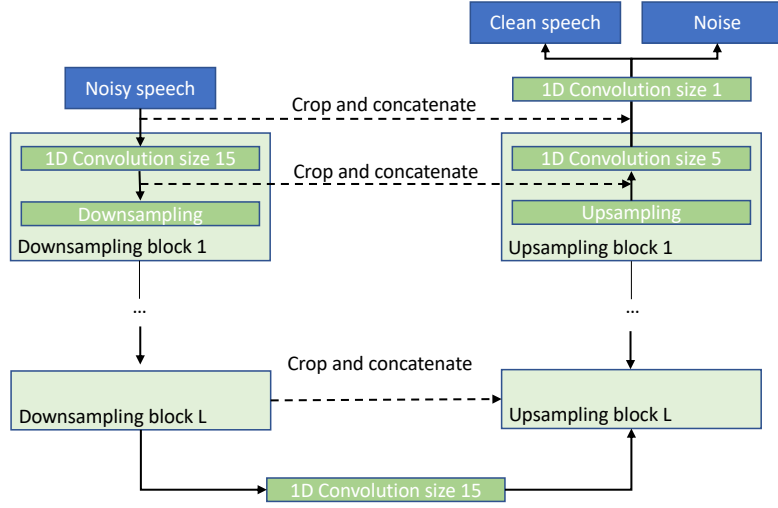 Clean speech
Noise
Noisy speech
1D Convolution size 1
Crop and concatenate
1D Convolution size 15
1D Convolution size 5
Crop and concatenate
Downsampling
Upsampling
Downsampling block 1
Upsampling block 1
...
...
Crop and concatenate
Downsampling block L
Upsampling block L
1D Convolution size 15